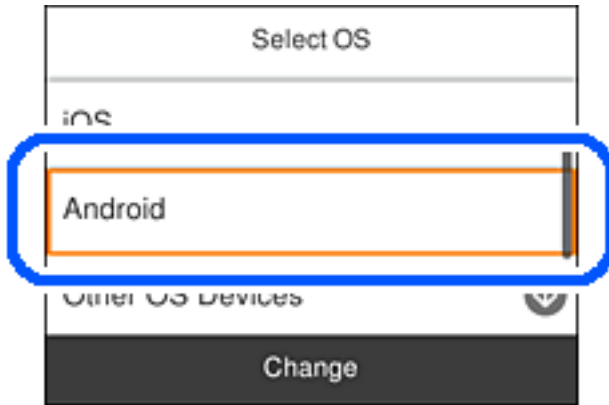 Select OS
iOS
Android
Other OS Devices
Change